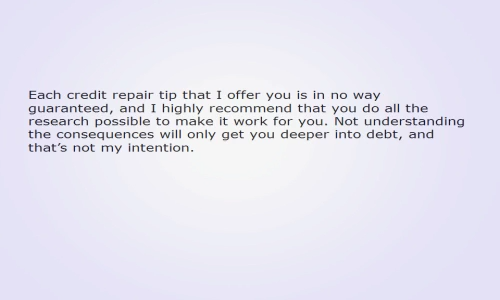 Each credit repair tip that I offer you is in no way
guaranteed, and I highly recommend that you do all the
research possible to make it work for you. Not understanding
the consequences will only get you deeper into debt, and
that’s not my intention.